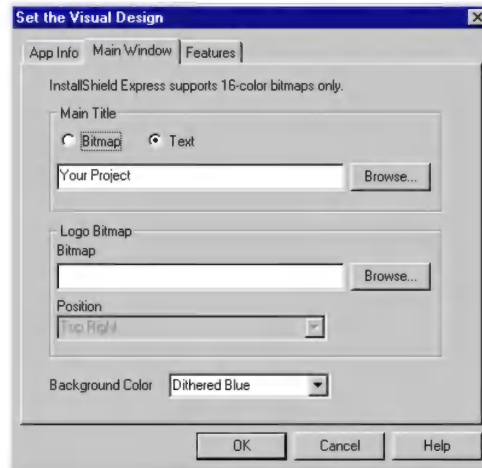 Set the Visual Design
App Info Main Window Features
InstallShield Express supports 16-color bitmaps only.
Main Title
Bitmap Text
Your Project Browse...
Logo Bitmap
Bitmap
Browse...
Position
Top Right
Background Color Dithered Blue
OK Cancel Help